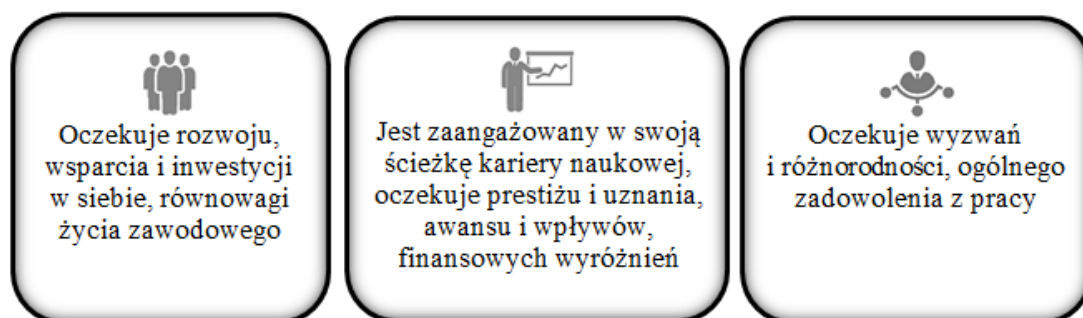 Oczekuje rozwoju,
wsparcia i inwestycji
w siebie, równowagi
życia zawodowego
Jest zaangażowany w swoją
ścieżkę kariery naukowej,
oczekuje prestiżu i uznania,
awansu i wpływów,
finansowych wyróżnień
Oczekuje wyzwań
i różnorodności, ogólnego
zadowolenia z pracy